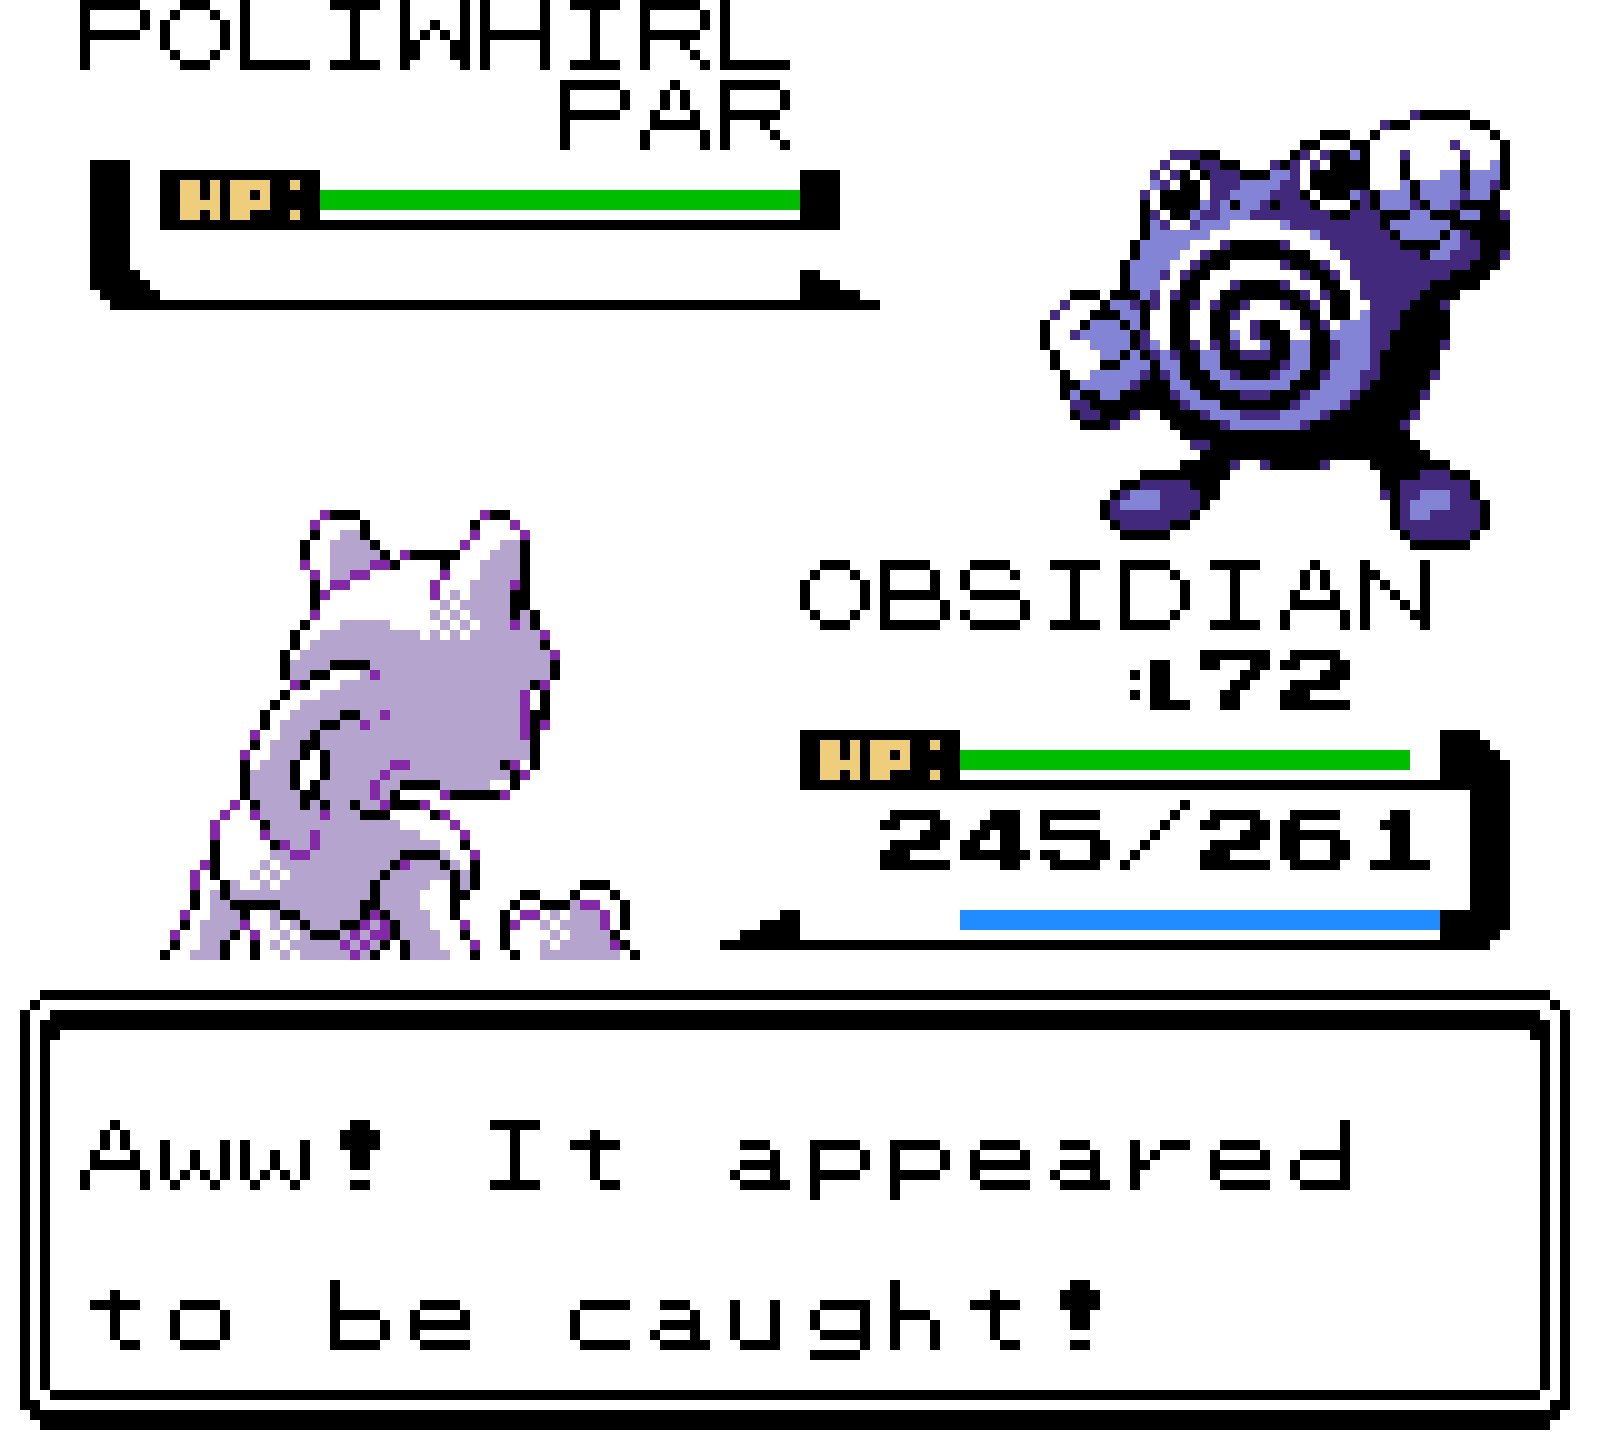 POLIWHIRL
PAR
HP:
OBSIDIAN
:L72
HP:
245/261
Aww! It appeared
to be caught!